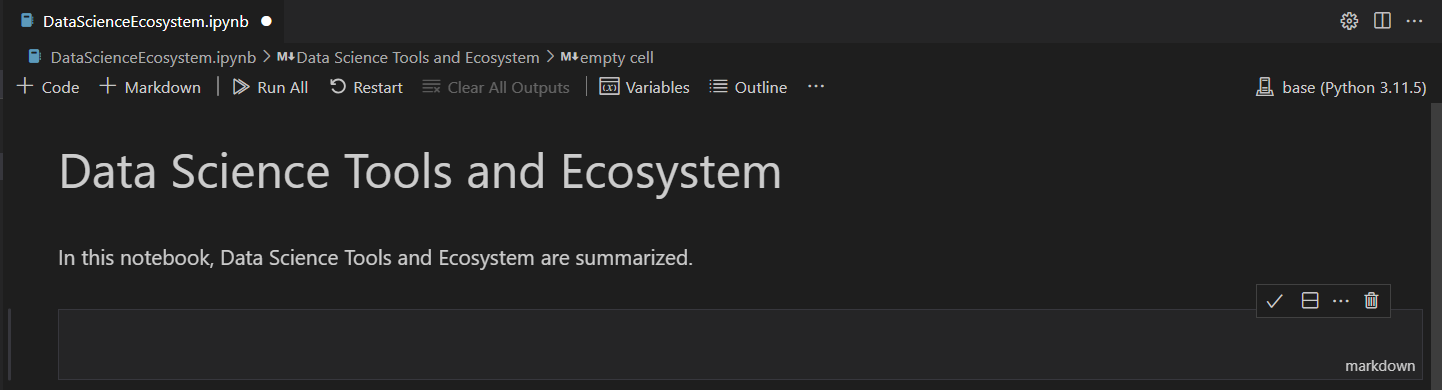 DataScienceEcosystem.ipynb
DataScienceEcosystem.ipynb > M↓Data Science Tools and Ecosystem > M↓empty cell
+ Code + Markdown | Run All Restart Clear All Outputs | (x) Variables Outline ··· base (Python 3.11.5)
Data Science Tools and Ecosystem
In this notebook, Data Science Tools and Ecosystem are summarized.
markdown